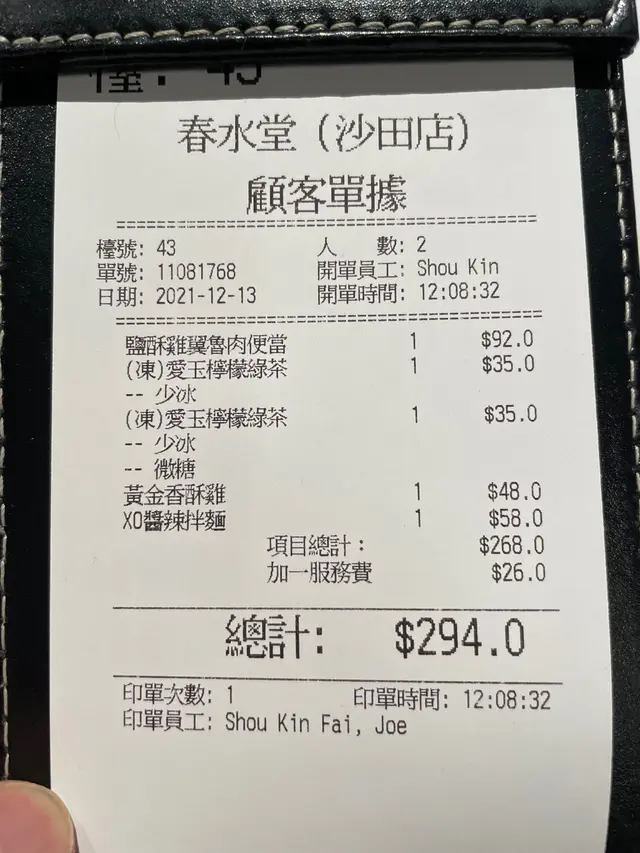 檯: 43
春水堂 (沙田店)
顧客單據
檯號: 43 人 數: 2
單號: 11081768 開單員工: Shou Kin
日期: 2021-12-13 開單時間: 12:08:32
鹽酥雞翼魯肉便當 1 $92.0
(凍)愛玉檸檬綠茶 1 $35.0
-- 少冰
(凍)愛玉檸檬綠茶 1 $35.0
-- 少冰
-- 微糖
黃金香酥雞 1 $48.0
XO醬辣拌麵 1 $58.0
項目總計: $268.0
加一服務費 $26.0
總計: $294.0
印單次數: 1 印單時間: 12:08:32
印單員工: Shou Kin Fai, Joe